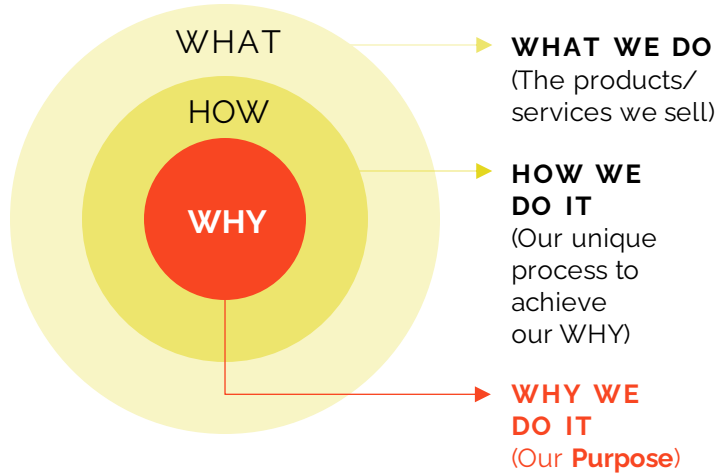 WHAT
HOW
WHY
WHAT WE DO
(The products/
services we sell)
HOW WE
DO IT
(Our unique
process to
achieve
our WHY)
WHY WE
DO IT
(Our Purpose)